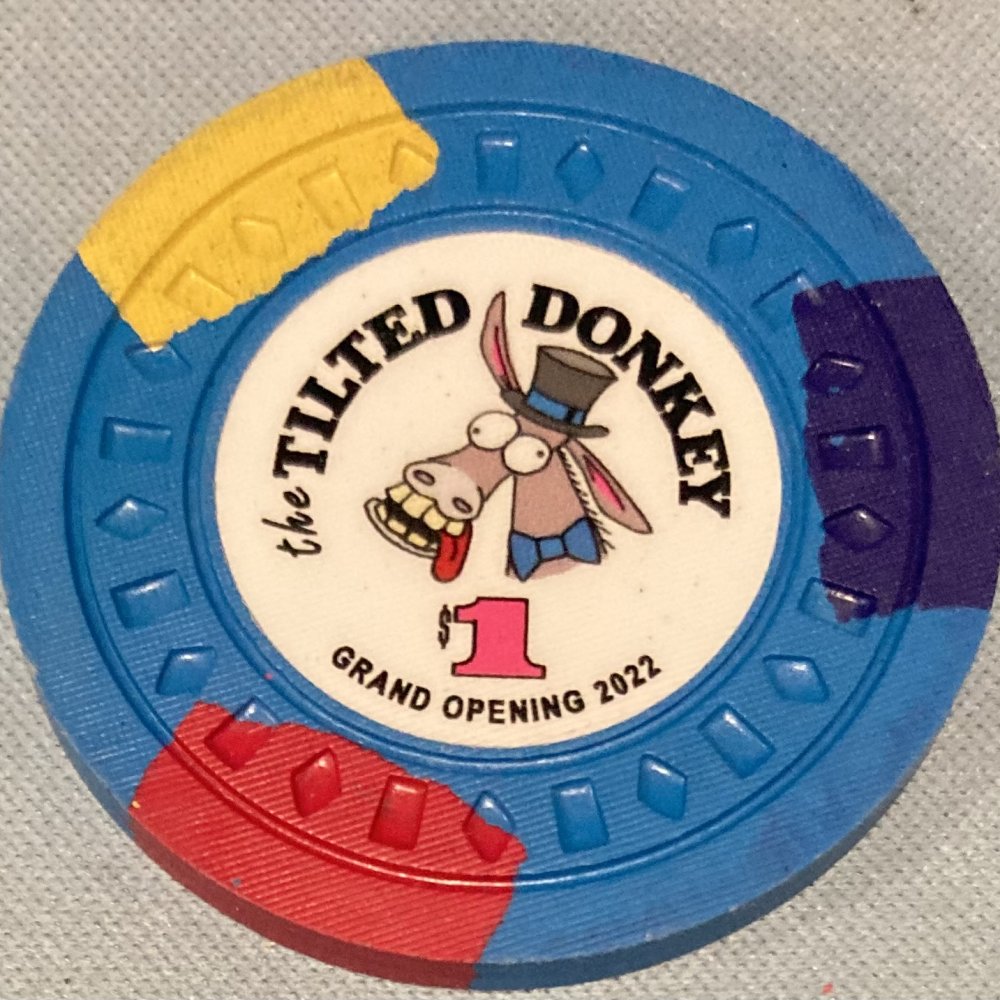 the TILTED DONKEY
$1
GRAND OPENING 2022